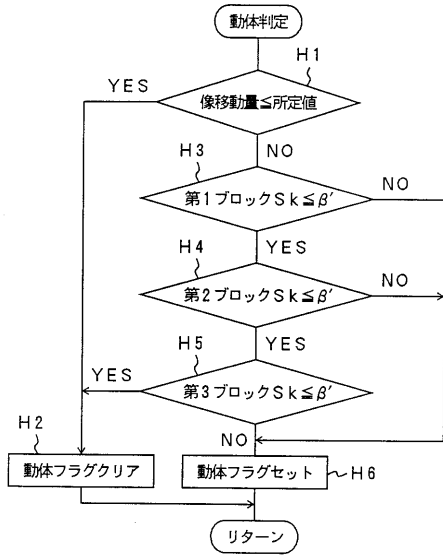 動体判定
H1
YES
像移動量≦所定値
NO
H3
第1ブロックSk≦β'
NO
YES
H4
第2ブロックSk≦β'
NO
YES
H5
YES
第3ブロックSk≦β'
NO
H2
動体フラグクリア
動体フラグセット
H6
リターン